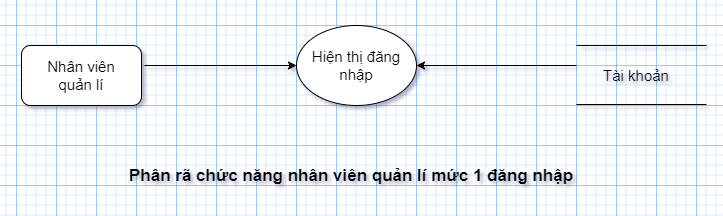 Nhân viên
quản lí
Hiện thị đăng
nhập
Tài khoản
Phân rã chức năng nhân viên quản lí mức 1 đăng nhập